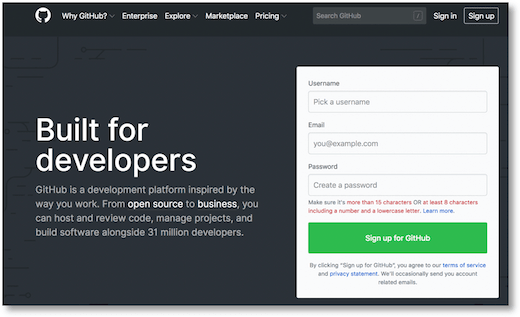 Why GitHub? Enterprise Explore Marketplace Pricing Search GitHub / Sign in Sign up
Built for
developers
GitHub is a development platform inspired by the
way you work. From open source to business, you
can host and review code, manage projects, and
build software alongside 31 million developers.
Username
Pick a username
Email
you@example.com
Password
Create a password
Make sure it's more than 15 characters OR at least 8 characters
including a number and a lowercase letter. Learn more.
Sign up for GitHub
By clicking "Sign up for GitHub", you agree to our terms of
service and privacy statement. We'll occasionally send you account
related emails.